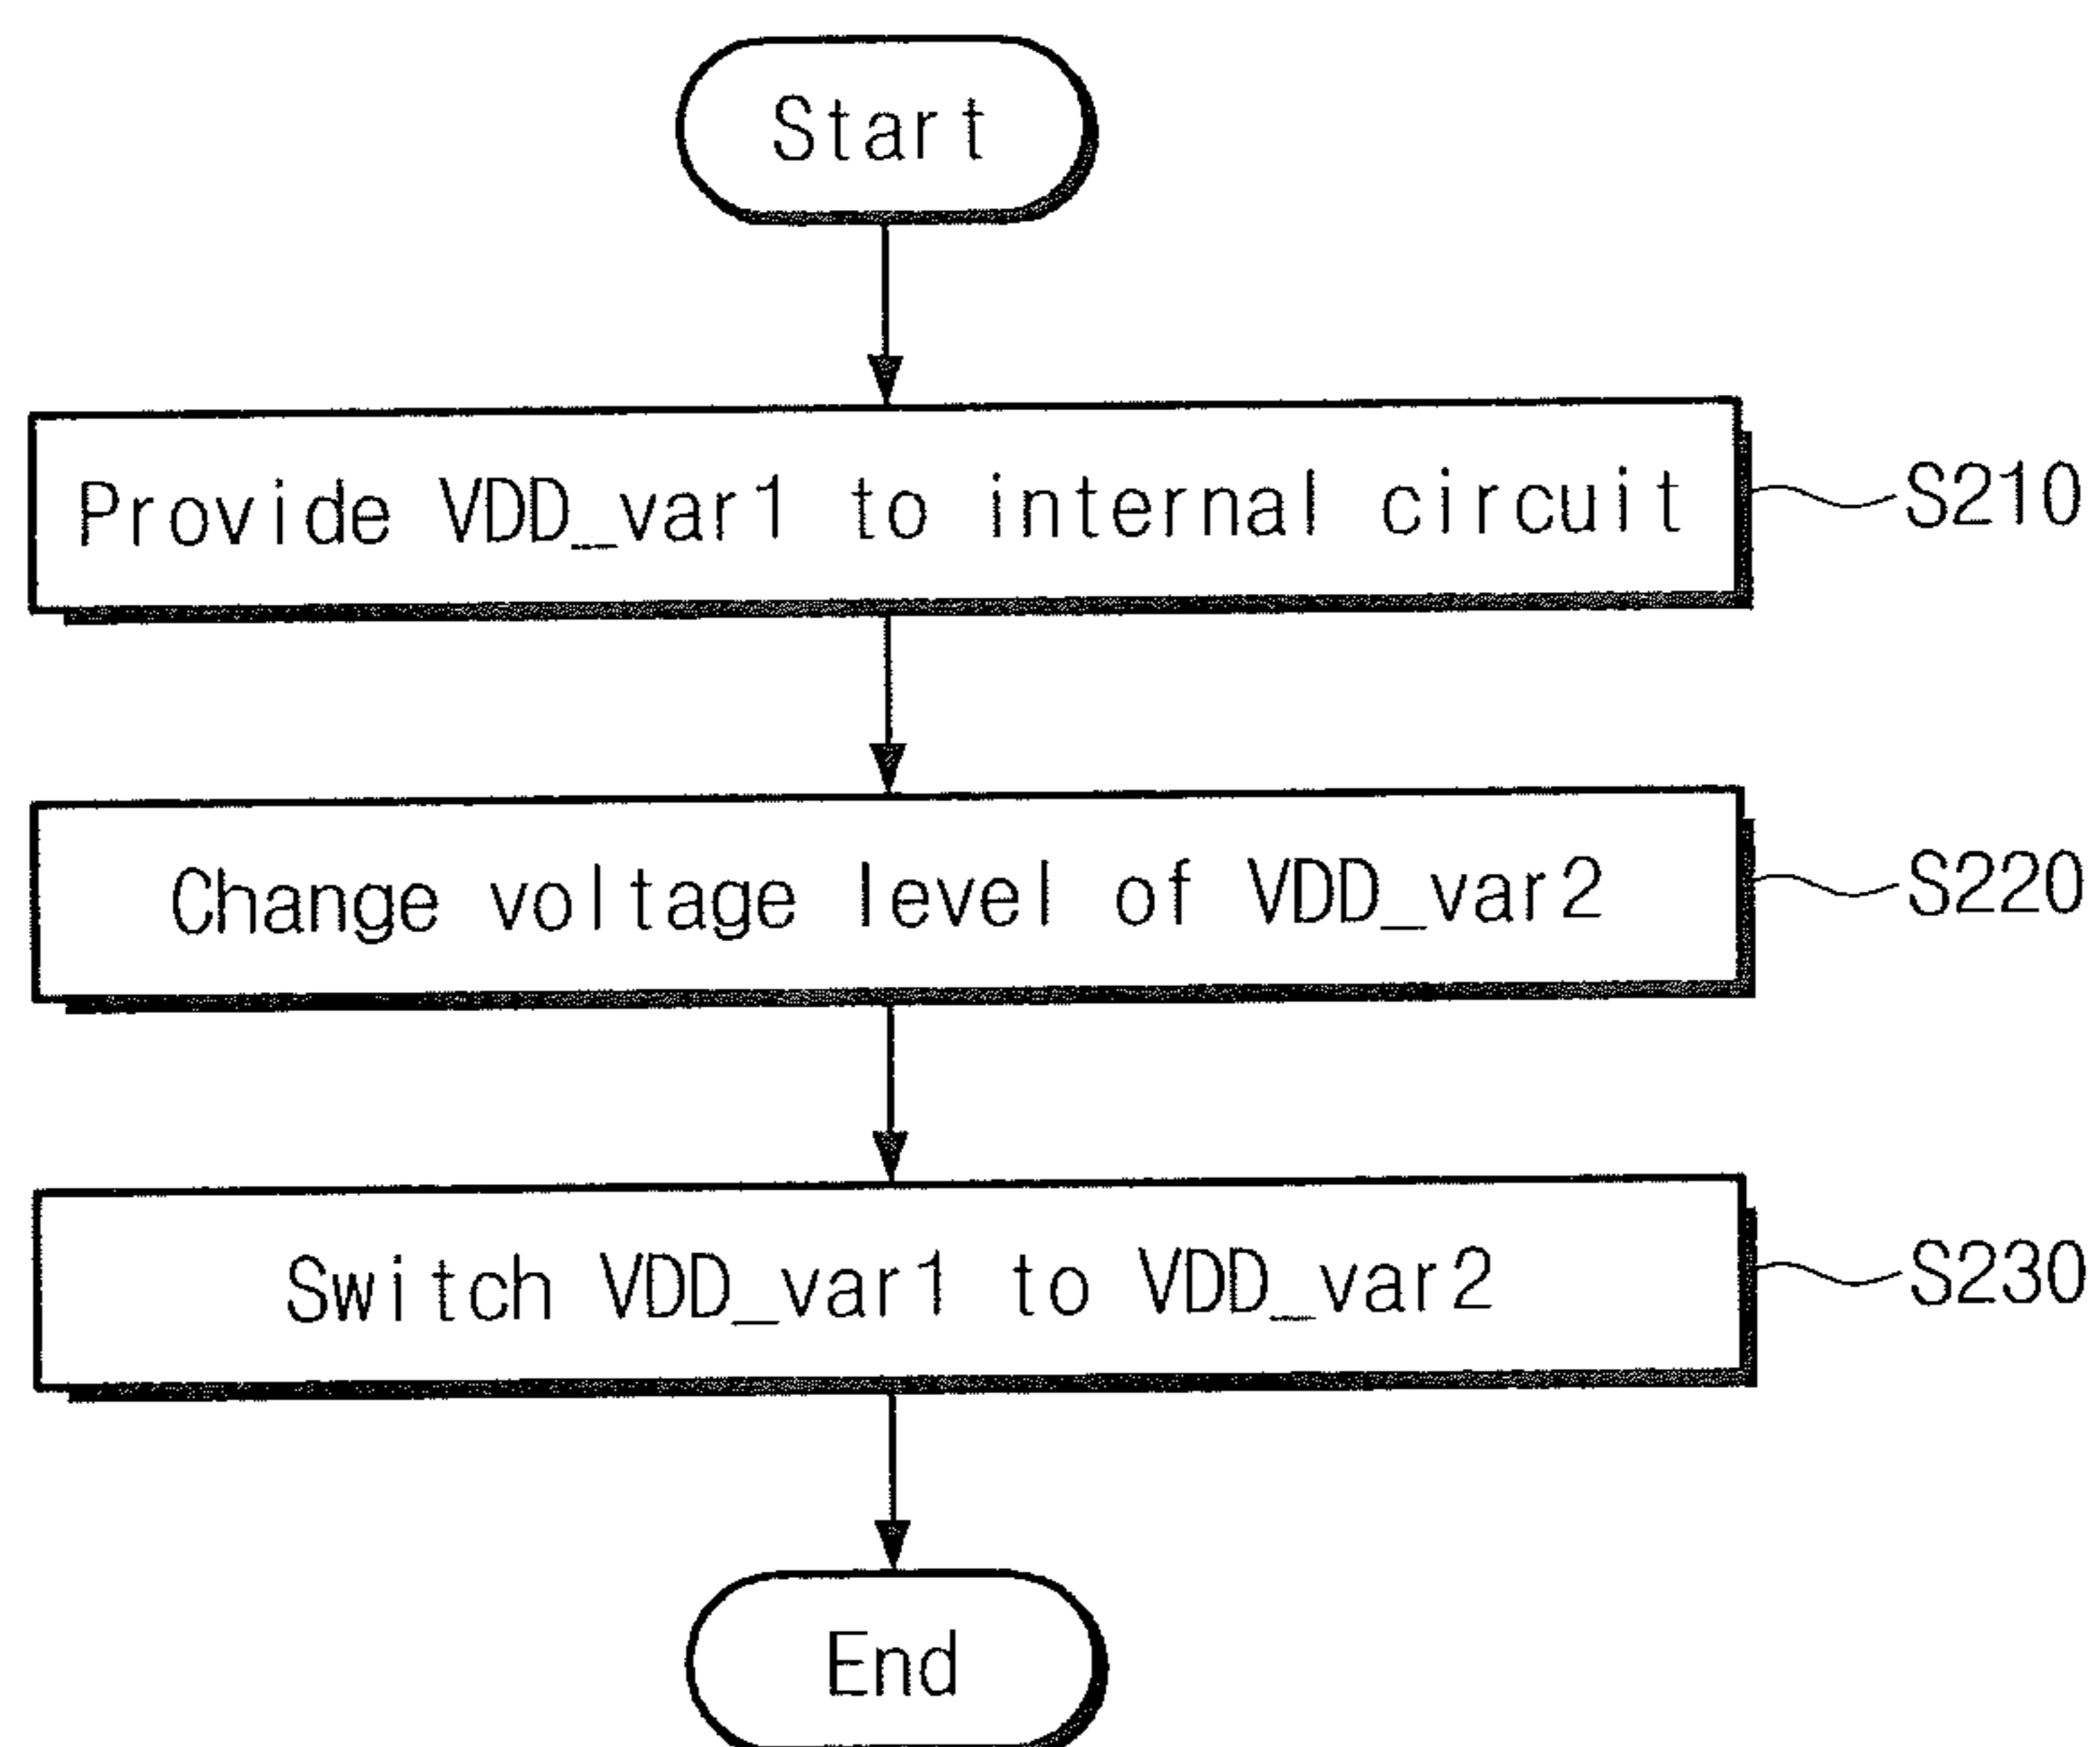 Start
Provide VDD_var1 to internal circuit
S210
Change voltage level of VDD_var2
S220
Switch VDD_var1 to VDD_var2
S230
End